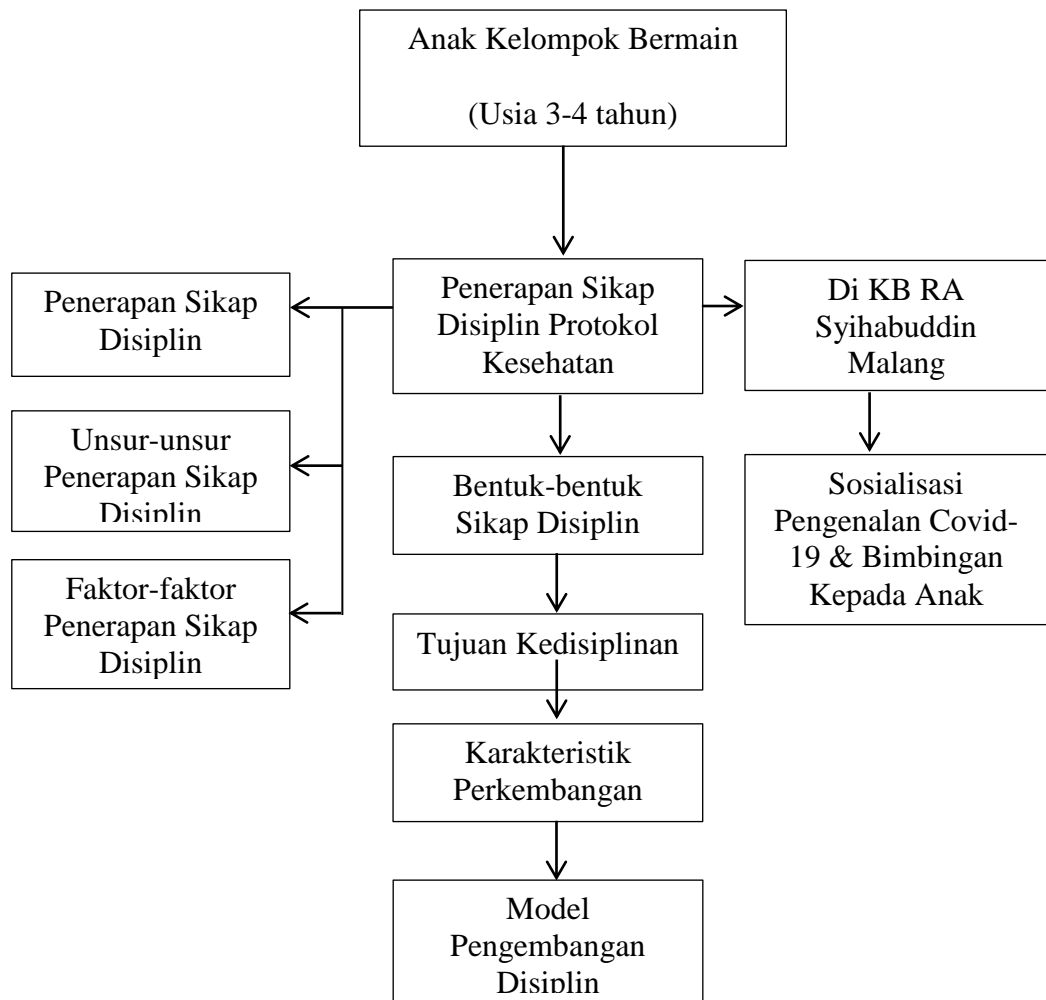 Anak Kelompok Bermain
(Usia 3-4 tahun)
Penerapan Sikap
Disiplin
Penerapan Sikap
Disiplin Protokol
Kesehatan
Di KB RA
Syihabuddin
Malang
Unsur-unsur
Penerapan Sikap
Disiplin
Bentuk-bentuk
Sikap Disiplin
Sosialisasi
Pengenalan Covid-
19 & Bimbingan
Kepada Anak
Faktor-faktor
Penerapan Sikap
Disiplin
Tujuan Kedisiplinan
Karakteristik
Perkembangan
Model
Pengembangan
Disiplin